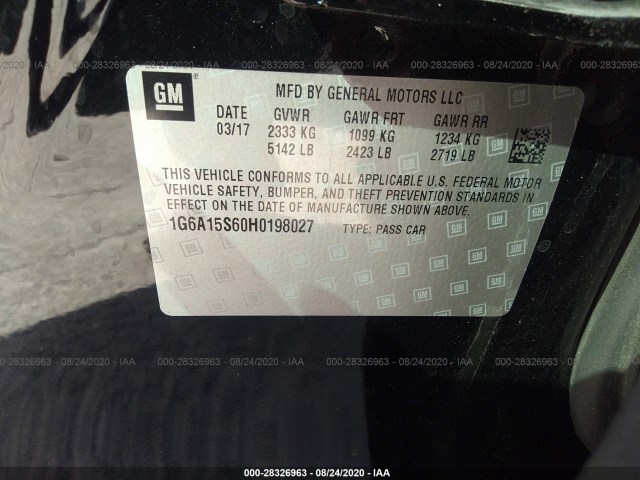 000-28326963 - 08/24/2020 - IAA
GM ®
MFD BY GENERAL MOTORS LLC
DATE GVWR GAWR FRT GAWR RR
03/17 2333 KG 1099 KG 1234 KG
5142 LB 2423 LB 2719 LB
THIS VEHICLE CONFORMS TO ALL APPLICABLE U.S. FEDERAL MOTOR
VEHICLE SAFETY, BUMPER, AND THEFT PREVENTION STANDARDS IN
EFFECT ON THE DATE OF MANUFACTURE SHOWN ABOVE.
1G6A15S60H0198027 TYPE: PASS CAR
000-28326963 - 08/24/2020 - IAA
000-28326963 - 08/24/2020 - IAA